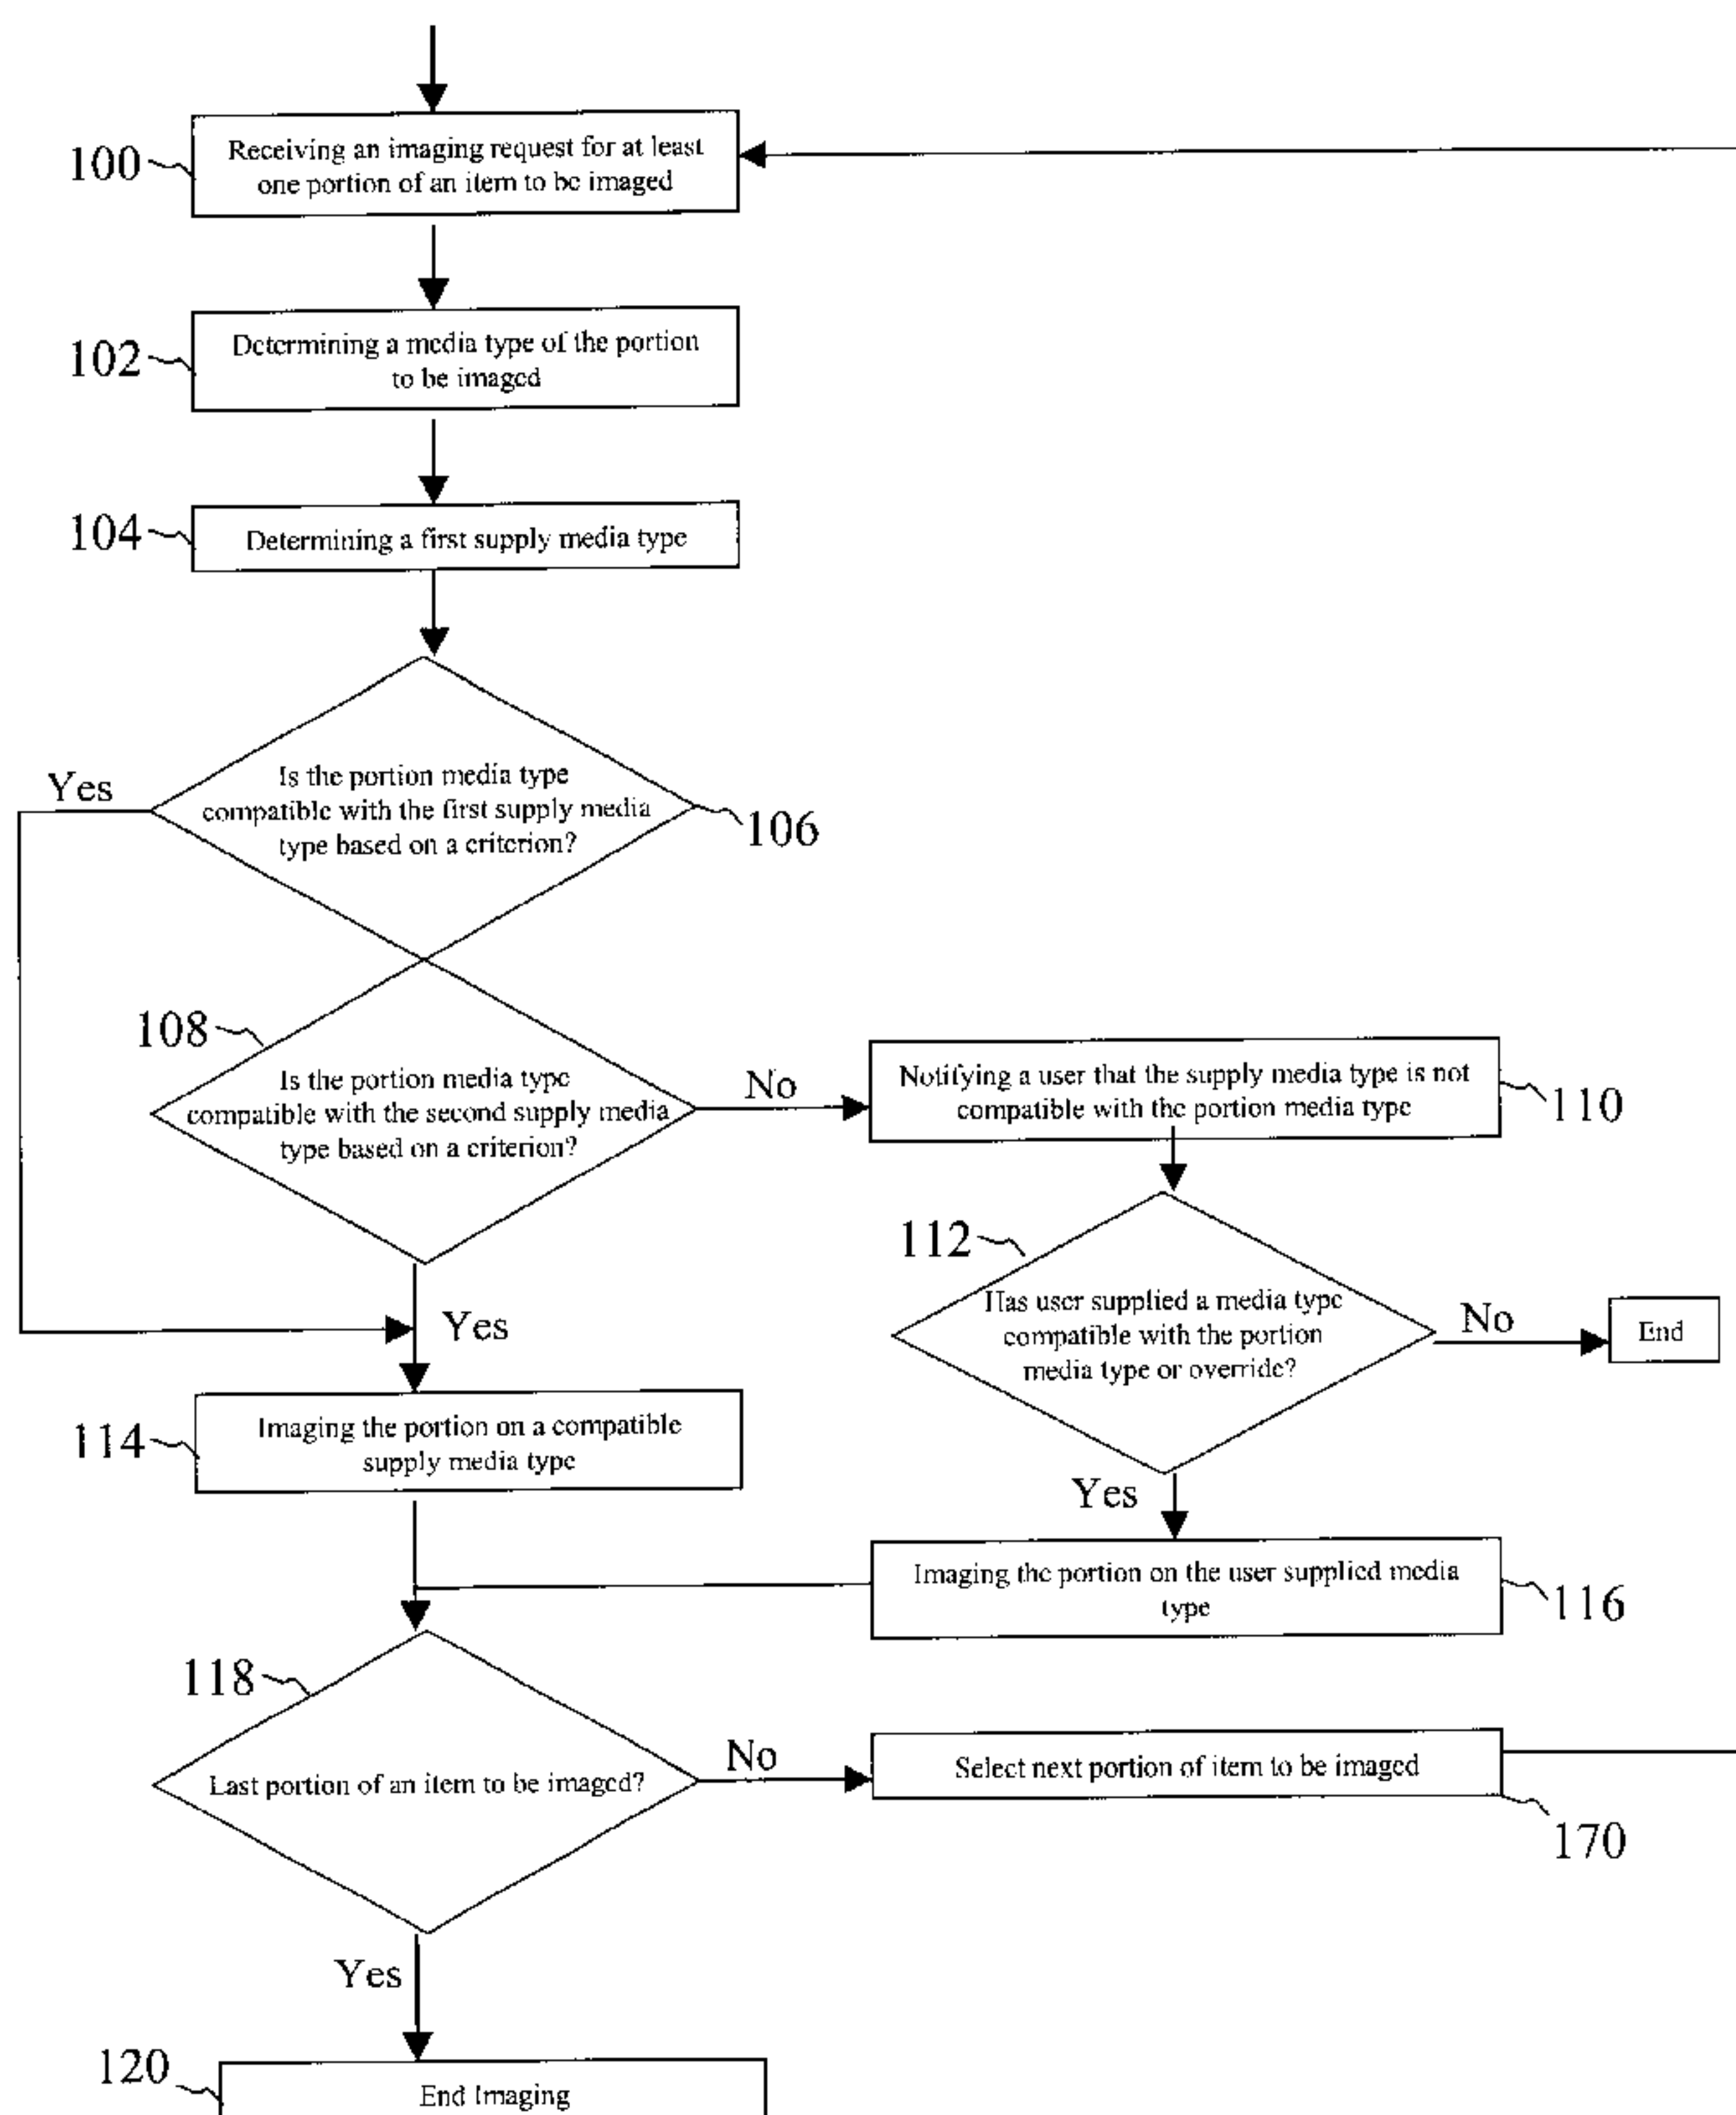 100
Receiving an imaging request for at least
one portion of an item to be imaged
102
Determining a media type of the portion
to be imaged
104
Determining a first supply media type
Yes
Is the portion media type
compatible with the first supply media
type based on a criterion?
106
108
Is the portion media type
compatible with the second supply media
type based on a criterion?
No
Notifying a user that the supply media type is not
compatible with the portion media type
110
112
Has user supplied a media type
compatible with the portion
media type or override?
No
End
Yes
114
Imaging the portion on a compatible
supply media type
Yes
Imaging the portion on the user supplied media
type
116
118
Last portion of an item to be imaged?
No
Select next portion of item to be imaged
170
Yes
120
End Imaging